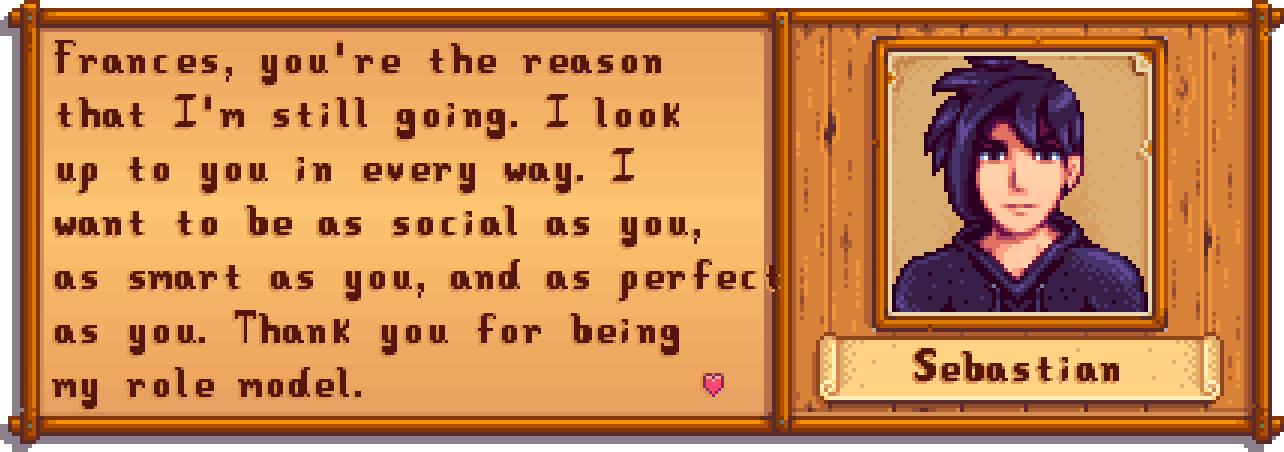 Frances, you're the reason
that I'm still going. I look
up to you in every way. I
want to be as social as you,
as smart as you, and as perfect
as you. Thank you for being
my role model.
Sebastian